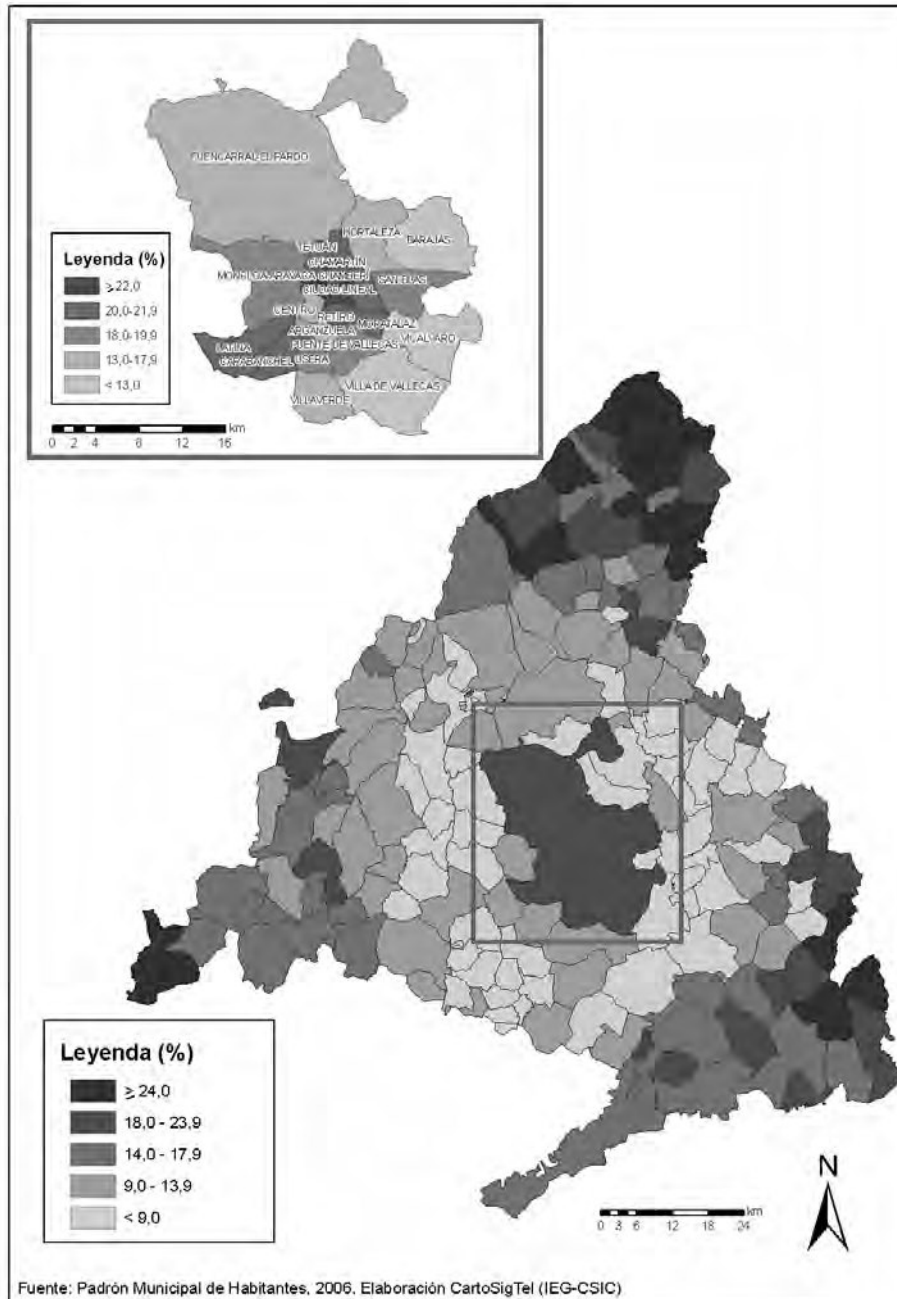 FUENCARRAL-EL PARDO
HORTALEZA
BARAJAS
TETUÁN
CHAMARTÍN
MONCLOA-ARAVACA
CHAMBERÍ
SAN BLAS
CIUDAD LINEAL
CENTRO
RETIRO
MORATALAZ
VICÁLVARO
ARGANZUELA
PUENTE DE VALLECAS
LATINA
CARABANCHEL
USERA
VILLA DE VALLECAS
VILLAVERDE
Leyenda (%)
≥ 22,0
20,0-21,9
18,0-19,9
13,0-17,9
< 13,0
km
0 2 4 8 12 16
Leyenda (%)
≥ 24,0
18,0 - 23,9
14,0 - 17,9
9,0 - 13,9
< 9,0
N
km
0 3 6 12 18 24
Fuente: Padrón Municipal de Habitantes, 2006. Elaboración CartoSigTel (IEG-CSIC)